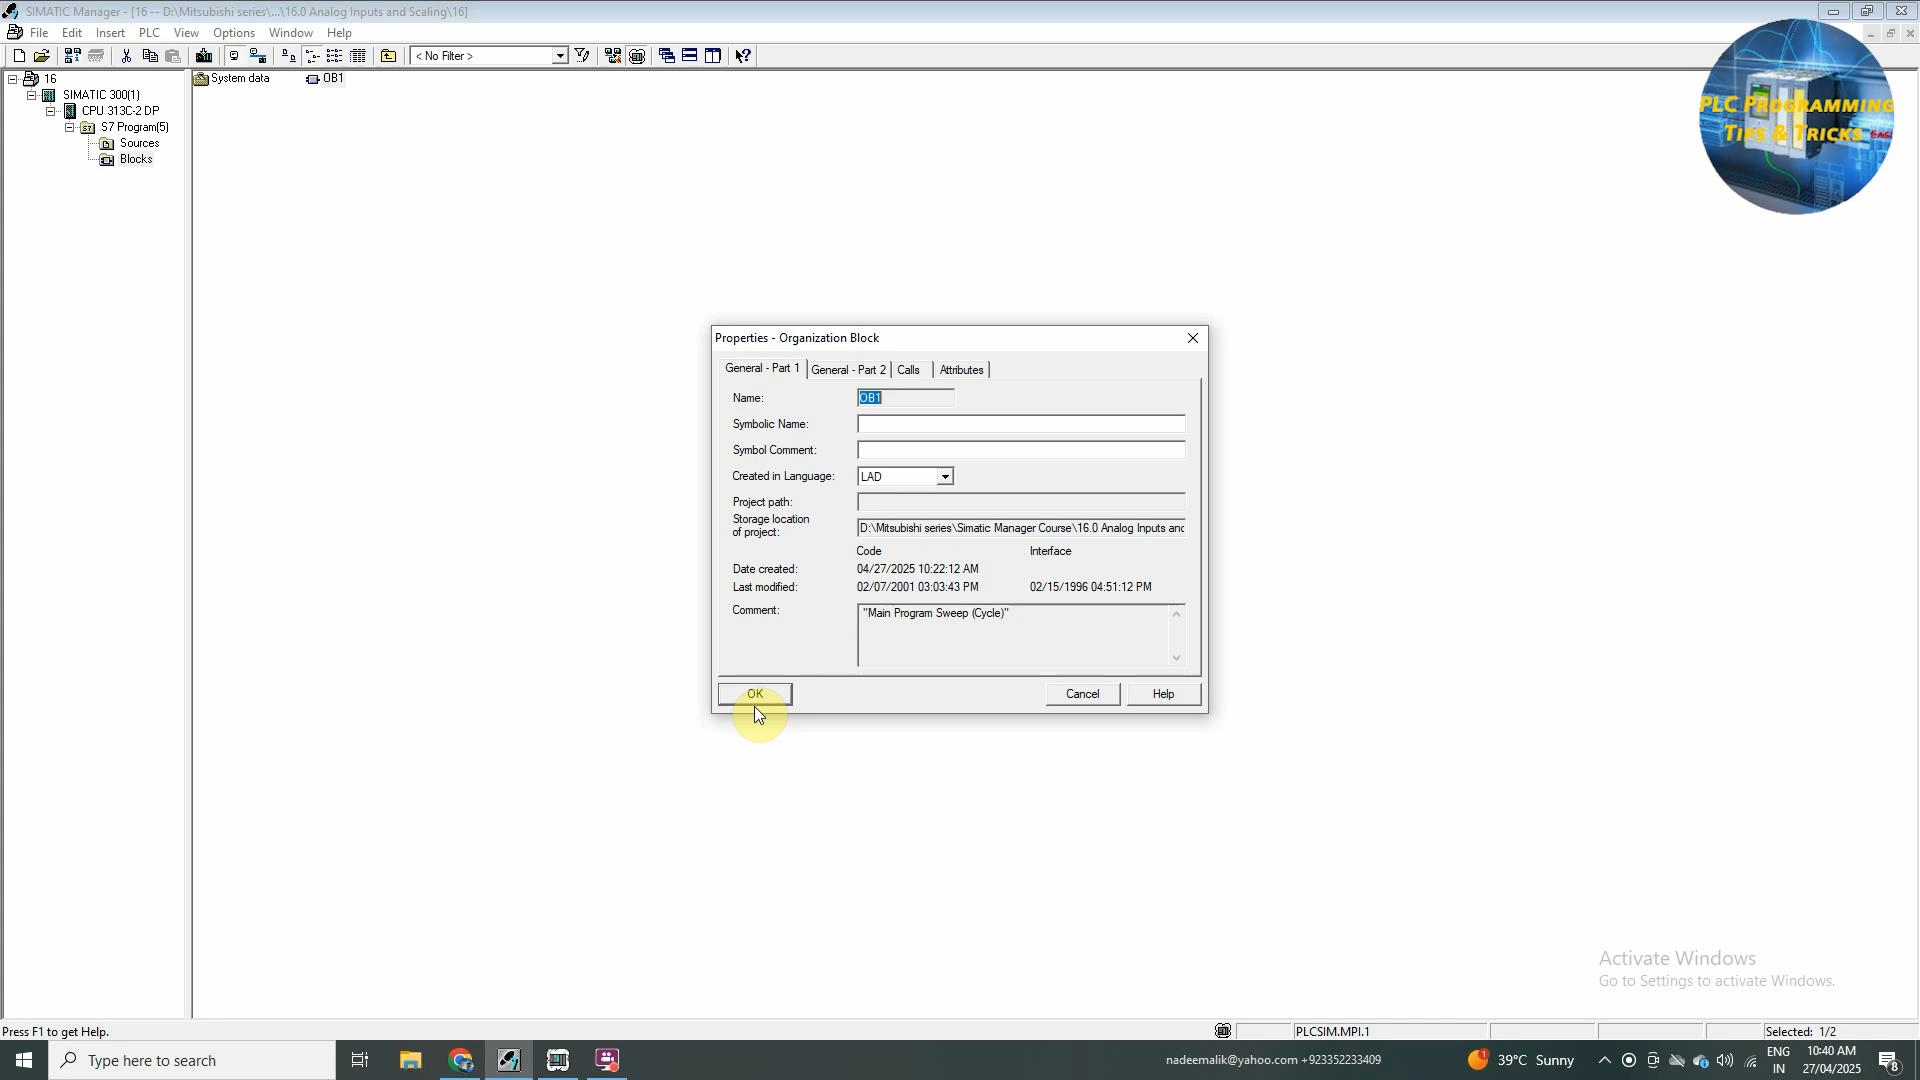 SIMATIC Manager - [16 -- D:\Mitsubishi series\...\16.0 Analog Inputs and Scaling\16]
File Edit Insert PLC View Options Window Help
< No Filter >
16
SIMATIC 300(1)
CPU 313C-2 DP
S7 Program(5)
Sources
Blocks
System data
OB1
PLC PROGRAMMING
TIPS & TRICKS EASY
Properties - Organization Block
General - Part 1 General - Part 2 Calls Attributes
Name: OB1
Symbolic Name:
Symbol Comment:
Created in Language: LAD
Project path:
Storage location
of project: D:\Mitsubishi series\Simatic Manager Course\16.0 Analog Inputs and
Code Interface
Date created: 04/27/2025 10:22:12 AM
Last modified: 02/07/2001 03:03:43 PM 02/15/1996 04:51:12 PM
Comment: "Main Program Sweep (Cycle)"
OK Cancel Help
Activate Windows
Go to Settings to activate Windows.
Press F1 to get Help.
PLCSIM.MPI.1
Selected: 1/2
Type here to search
nadeemalik@yahoo.com +923352233409
39°C Sunny
ENG
IN
10:40 AM
27/04/2025
8